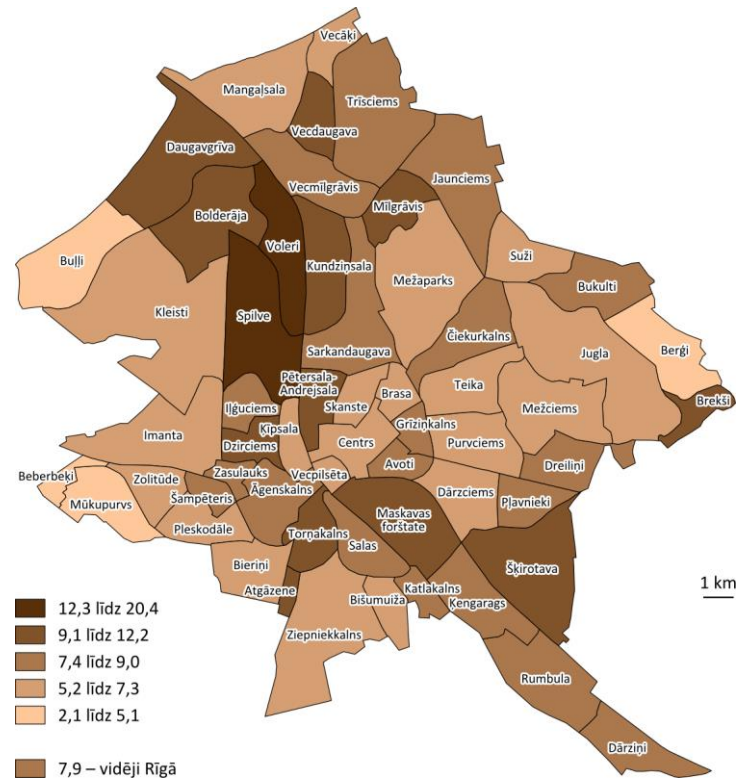 Vecāķi
Mangaļsala
Trīsciems
Vecdaugava
Daugavgrīva
Vecmīlgrāvis
Jaunciems
Mīlgrāvis
Bolderāja
Voleri
Suži
Buļļi
Kundziņsala
Mežaparks
Bukulti
Kleisti
Spilve
Čiekurkalns
Sarkandaugava
Jugla
Berģi
Pētersala-
Andrejsala
Teika
Brekši
Iļģuciems
Skanste
Brasa
Mežciems
Ķīpsala
Grīziņkalns
Imanta
Dzirciems
Centrs
Purvciems
Avoti
Dreiliņi
Beberbeķi
Zolitūde
Zasulauks
Vecpilsēta
Āgenskalns
Mūkupurvs
Šampēteris
Dārzciems
Pļavnieki
Maskavas
forštate
Pleskodāle
Torņakalns
Salas
Šķirotava
Bieriņi
Atgāzene
Bišumuiža
Katlakalns
Ķengarags
1 km
12,3 līdz 20,4
9,1 līdz 12,2
7,4 līdz 9,0
5,2 līdz 7,3
2,1 līdz 5,1
Ziepniekkalns
Rumbula
Dārziņi
7,9 – vidēji Rīgā